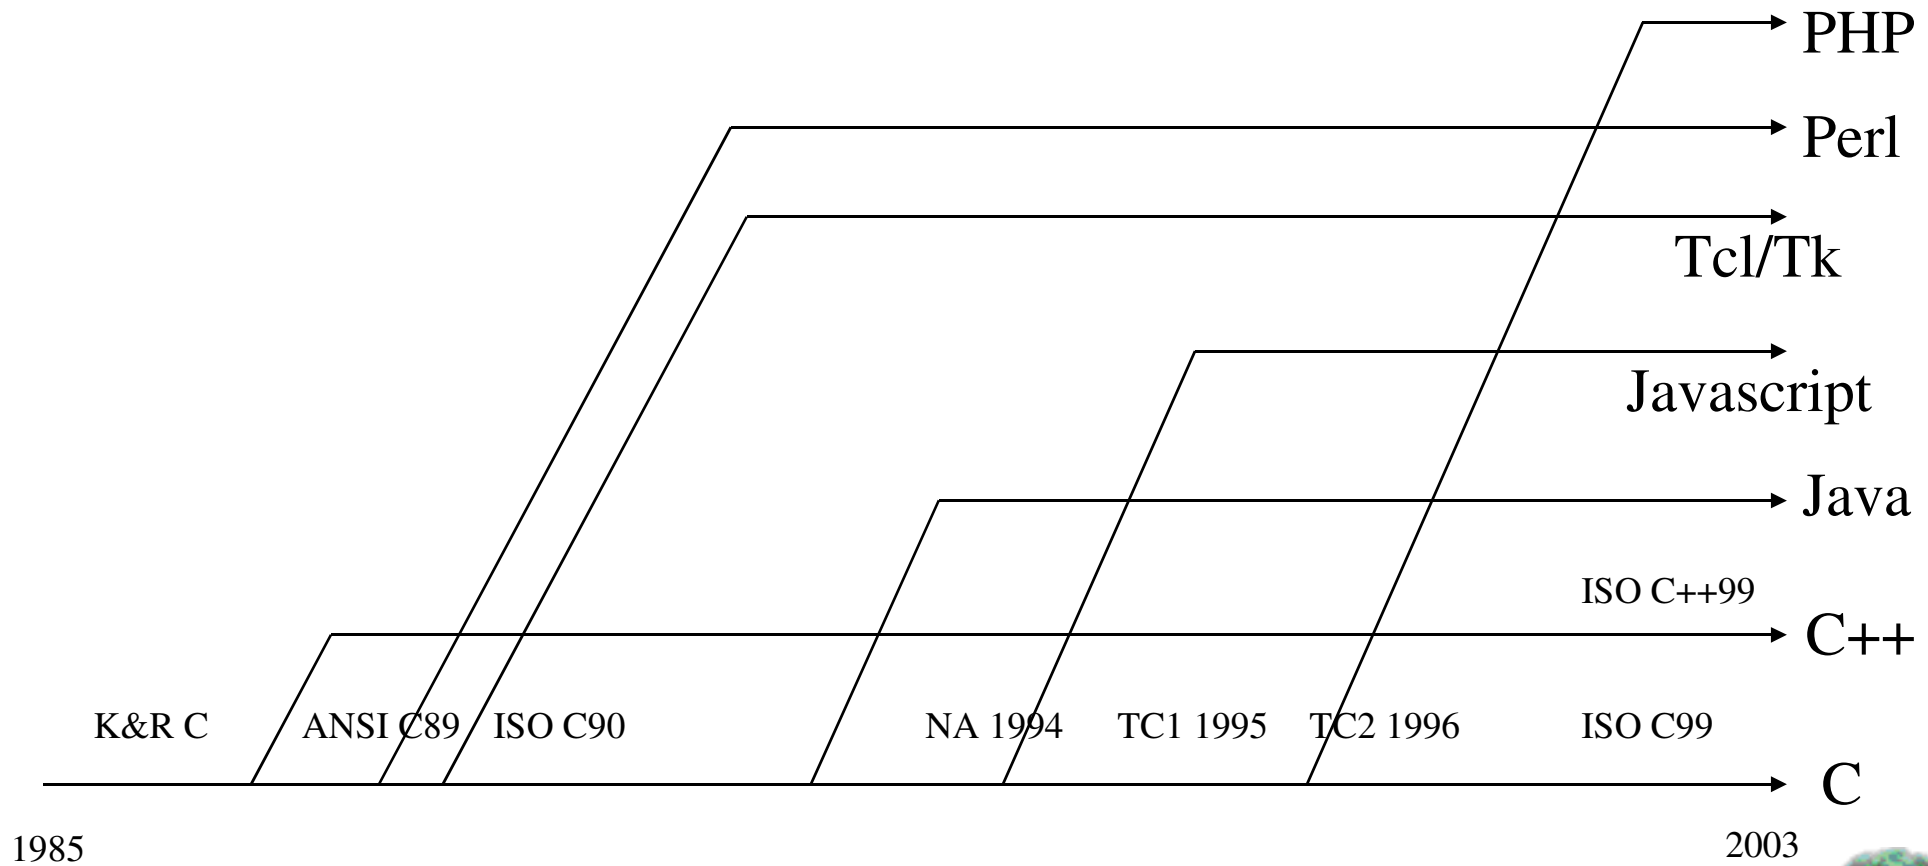 PHP
Perl
Tcl/Tk
Javascript
Java
ISO C++99
C++
K&R C ANSI C89 ISO C90 NA 1994 TC1 1995 TC2 1996 ISO C99
C
1985 2003